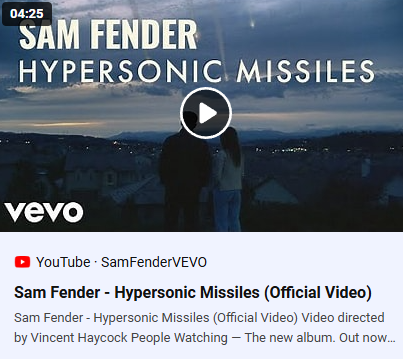 04:25
SAM FENDER
HYPERSONIC MISSILES
vevo
YouTube · SamFenderVEVO
Sam Fender - Hypersonic Missiles (Official Video)
Sam Fender - Hypersonic Missiles (Official Video) Video directed
by Vincent Haycock People Watching — The new album. Out now...